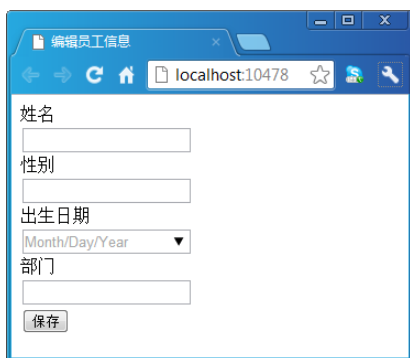 编辑员工信息
localhost:10478
姓名
性别
出生日期
Month/Day/Year
部门
保存